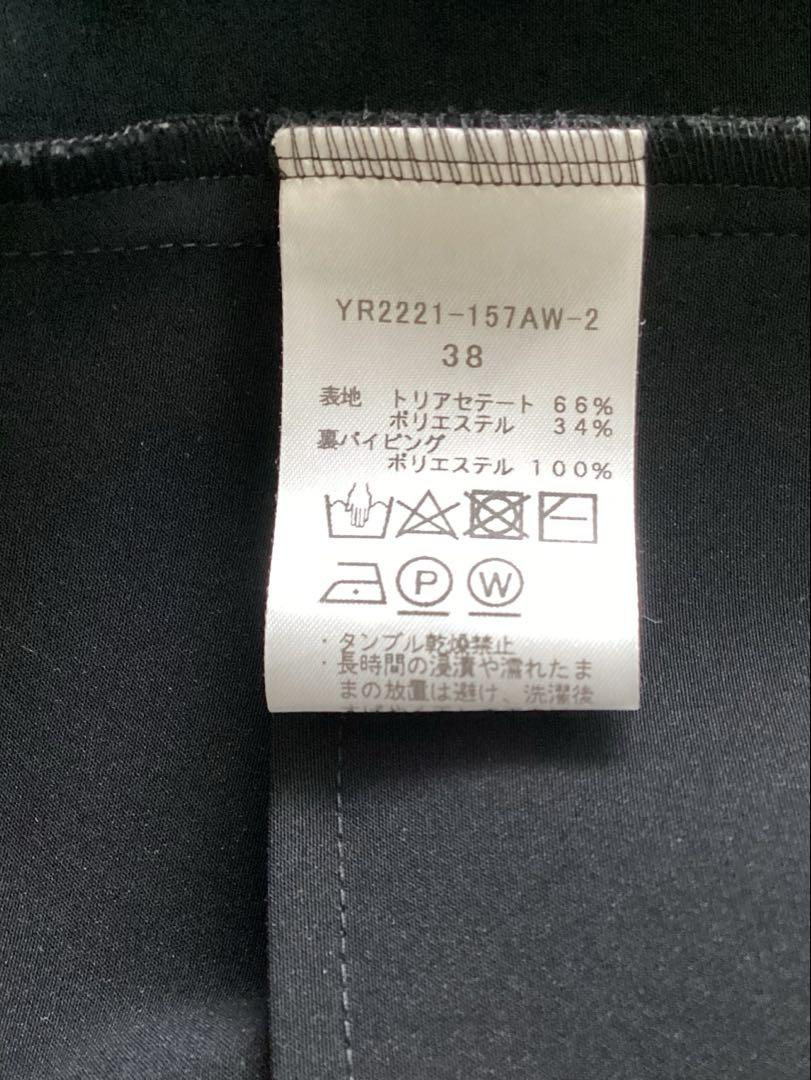 YR2221-157AW-2
38
表地 トリアセテート 66%
ポリエステル 34%
裏パイピング
ポリエステル 100%
P W
・タンブル乾燥禁止
・長時間の浸漬や濡れたま
まの放置は避け、洗濯後